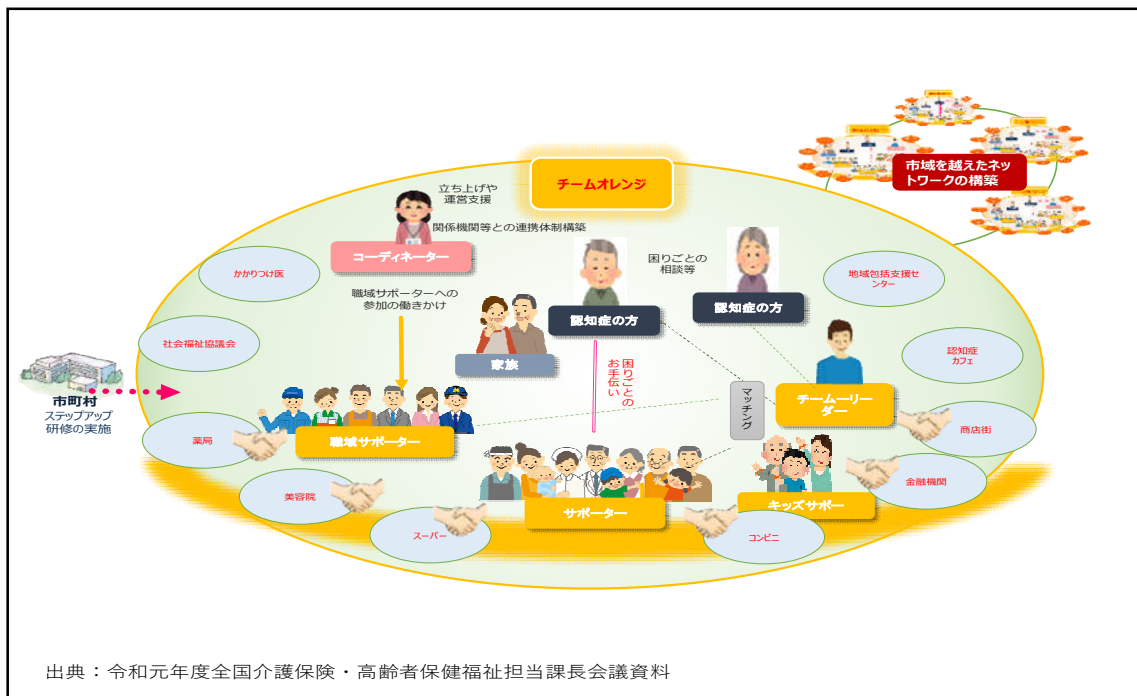 チームオレンジ
市域を越えたネッ
トワークの構築
立ち上げや
運営支援
関係機関等との連携体制構築
コーディネーター
困りごとの
相談等
かかりつけ医
地域包括支援セ
ンター
職域サポーターへの
参加の働きかけ
認知症の方
認知症の方
社会福祉協議会
家族
認知症
カフェ
困りごとの
お手伝い
市町村
ステップアップ
研修の実施
マッチング
チームーリー
ダー
薬局
職域サポーター
商店街
美容院
金融機関
サポーター
キッズサポー
スーパー
コンビニ
出典：令和元年度全国介護保険・高齢者保健福祉担当課長会議資料